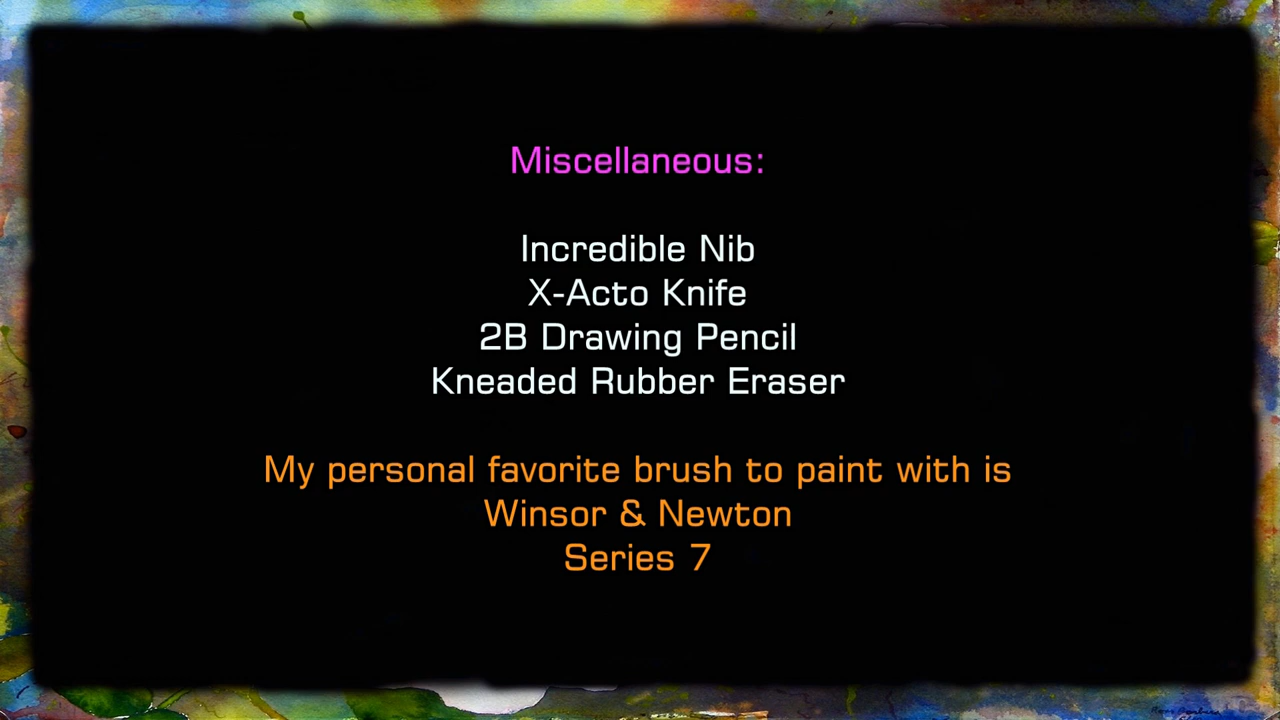 Miscellaneous:
Incredible Nib
X-Acto Knife
2B Drawing Pencil
Kneaded Rubber Eraser
My personal favorite brush to paint with is
Winsor & Newton
Series 7